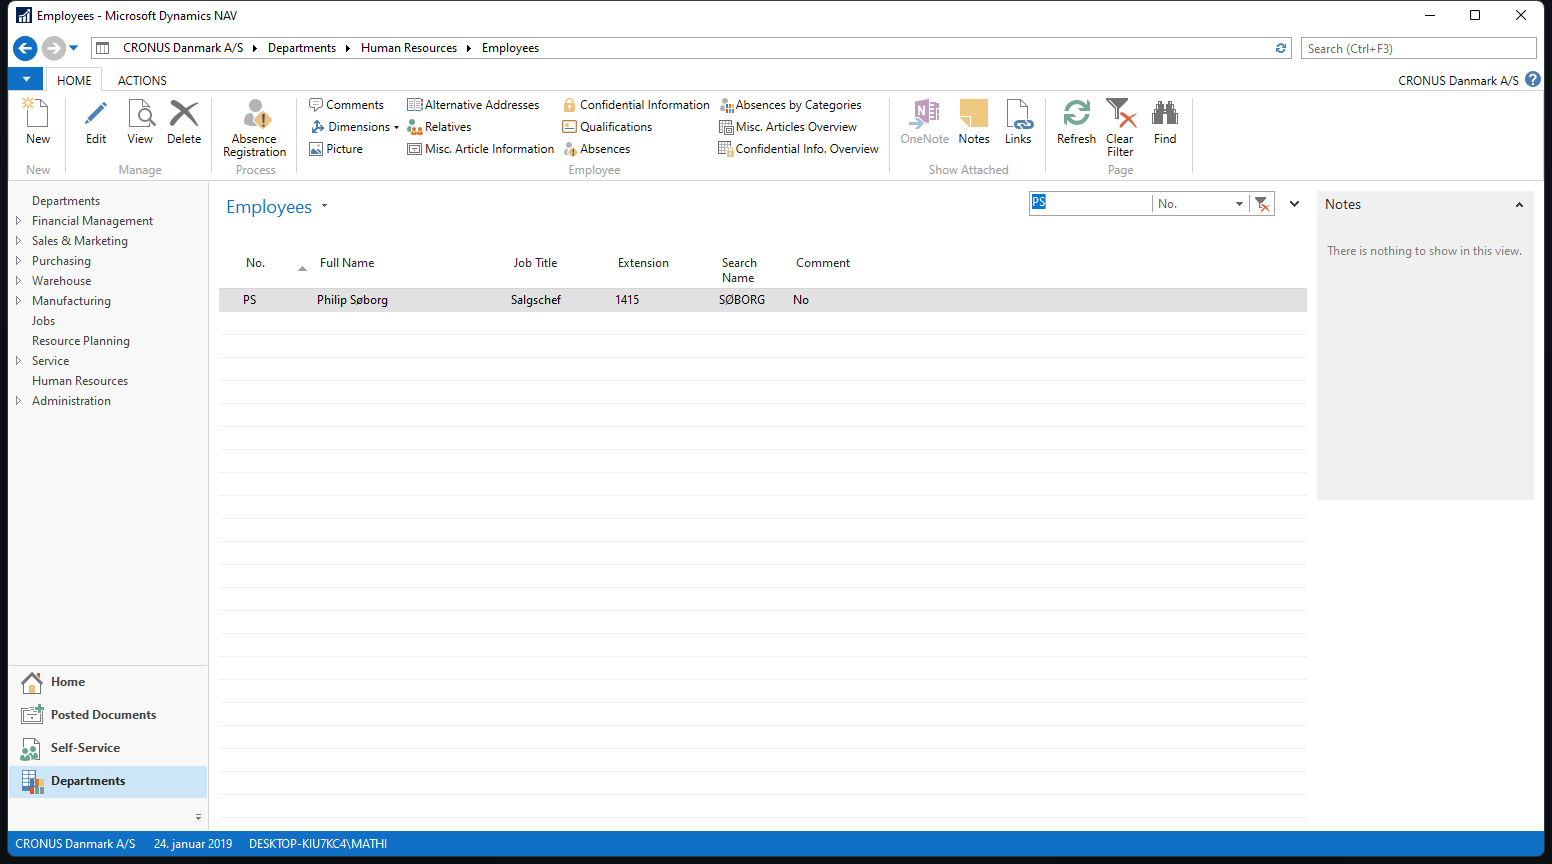 Employees - Microsoft Dynamics NAV
CRONUS Danmark A/S Departments Human Resources Employees
Search (Ctrl+F3)
HOME ACTIONS
CRONUS Danmark A/S
New
Edit
View
Delete
Absence
Registration
Comments
Dimensions
Picture
Alternative Addresses
Relatives
Misc. Article Information
Confidential Information
Qualifications
Absences
Absences by Categories
Misc. Articles Overview
Confidential Info. Overview
OneNote
Notes
Links
Refresh
Clear
Filter
Find
New
Manage
Process
Employee
Show Attached
Page
Departments
Financial Management
Sales & Marketing
Purchasing
Warehouse
Manufacturing
Jobs
Resource Planning
Service
Human Resources
Administration
Home
Posted Documents
Self-Service
Departments
Employees
PS No.
No. Full Name Job Title Extension Search
Name Comment
PS Philip Søborg Salgschef 1415 SØBORG No
Notes
There is nothing to show in this view.
CRONUS Danmark A/S 24. januar 2019 DESKTOP-KIU7KC4\MATHI